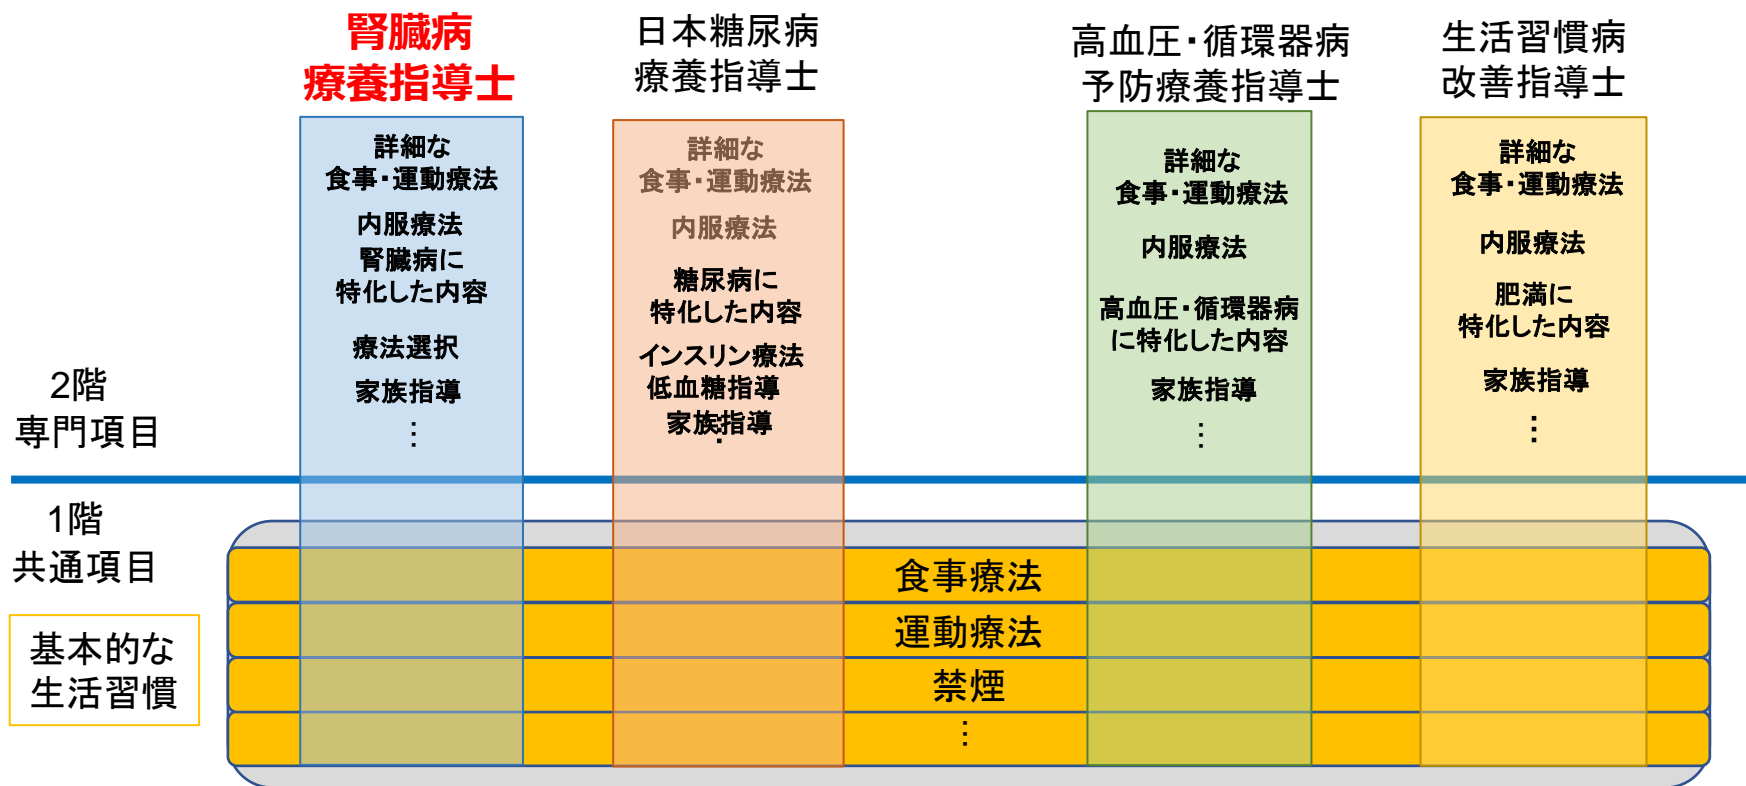 腎臓病
療養指導士
日本糖尿病
療養指導士
高血圧・循環器病
予防療養指導士
生活習慣病
改善指導士
詳細な
食事・運動療法
内服療法
腎臓病に
特化した内容
療法選択
家族指導
⋮
詳細な
食事・運動療法
内服療法
糖尿病に
特化した内容
インスリン療法
低血糖指導
家族指導
⋮
詳細な
食事・運動療法
内服療法
高血圧・循環器病
に特化した内容
家族指導
⋮
詳細な
食事・運動療法
内服療法
肥満に
特化した内容
家族指導
⋮
2階
専門項目
1階
共通項目
基本的な
生活習慣
食事療法
運動療法
禁煙
⋮